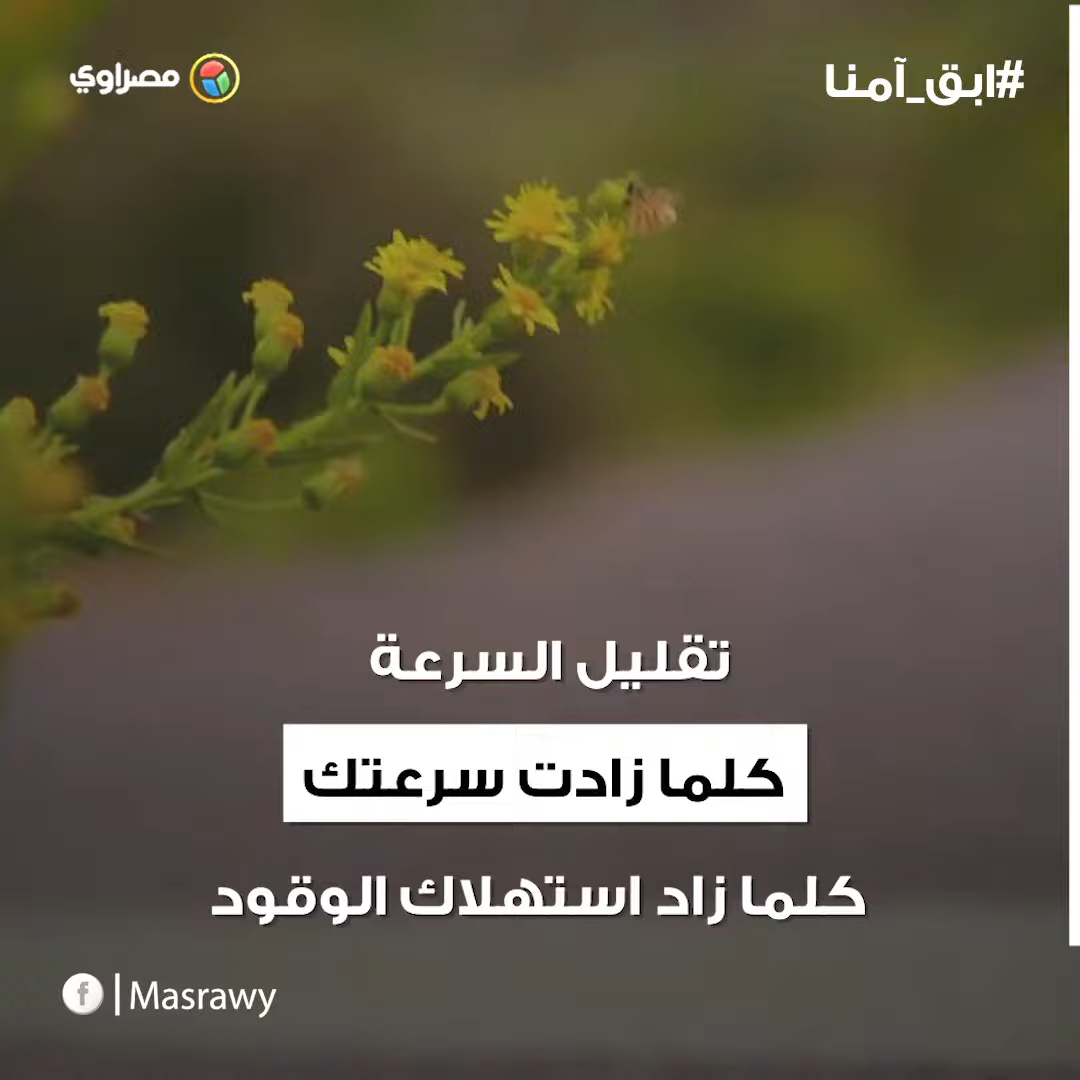 #ابق_آمنا
مصراوي
تقليل السرعة
كلما زادت سرعتك
كلما زاد استهلاك الوقود
f | Masrawy